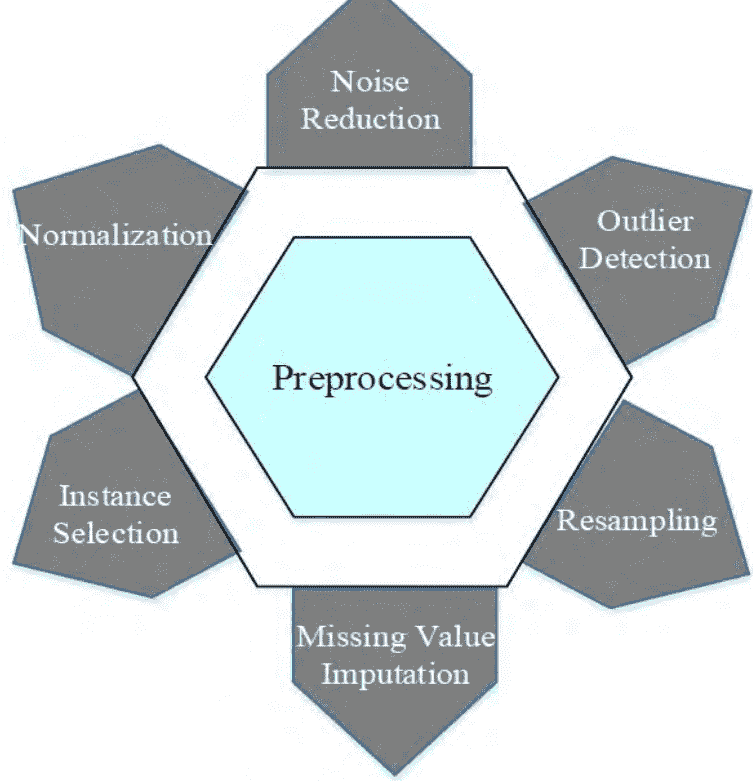 Noise
Reduction
Normalization
Outlier
Detection
Preprocessing
Instance
Selection
Resampling
Missing Value
Imputation